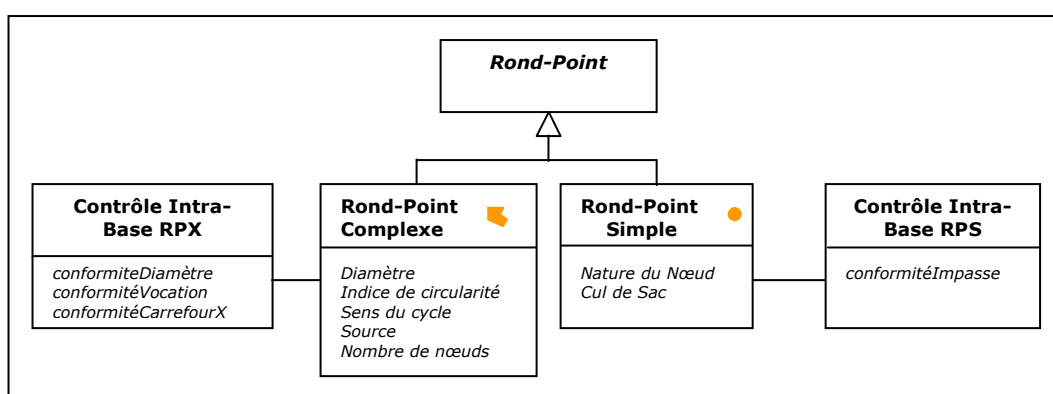 Rond-Point
Contrôle Intra-
Base RPX
conformiteDiamètre
conformitéVocation
conformitéCarrefourX
Rond-Point
Complexe
Diamètre
Indice de circularité
Sens du cycle
Source
Nombre de nœuds
Rond-Point
Simple
Nature du Nœud
Cul de Sac
Contrôle Intra-
Base RPS
conformitéImpasse